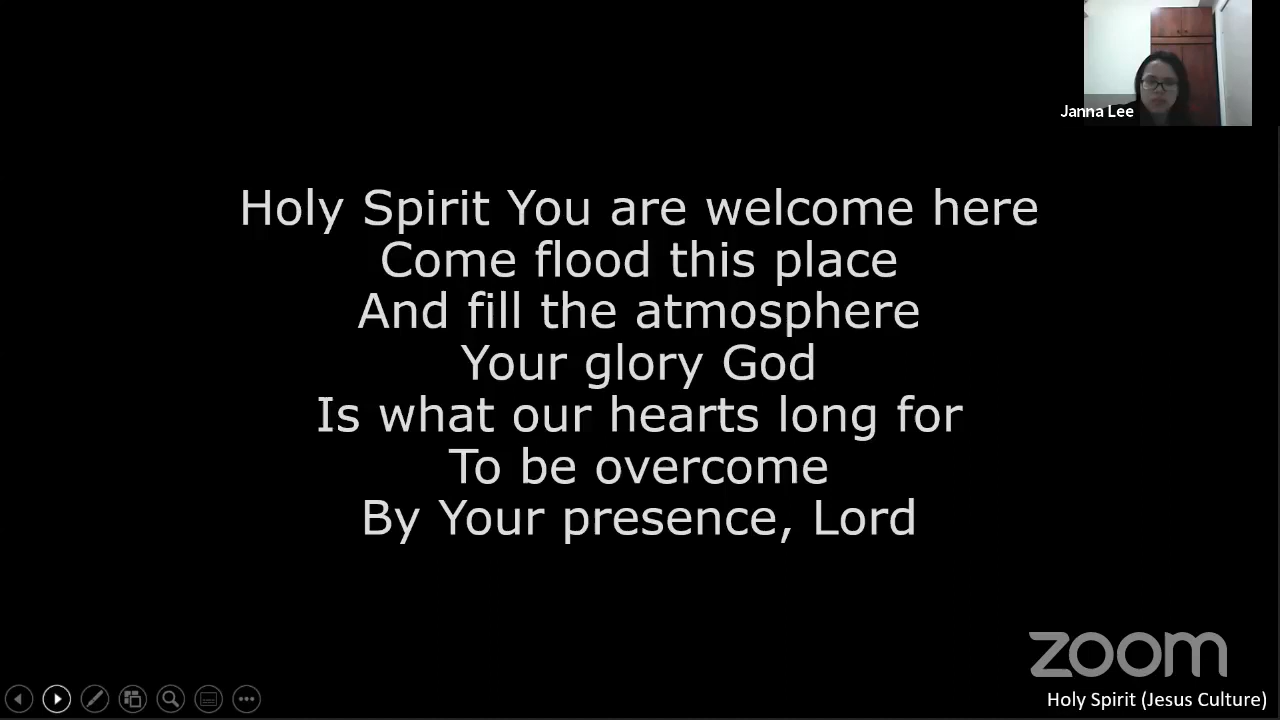 Janna Lee
Holy Spirit You are welcome here
Come flood this place
And fill the atmosphere
Your glory God
Is what our hearts long for
To be overcome
By Your presence, Lord
zoom
Holy Spirit (Jesus Culture)